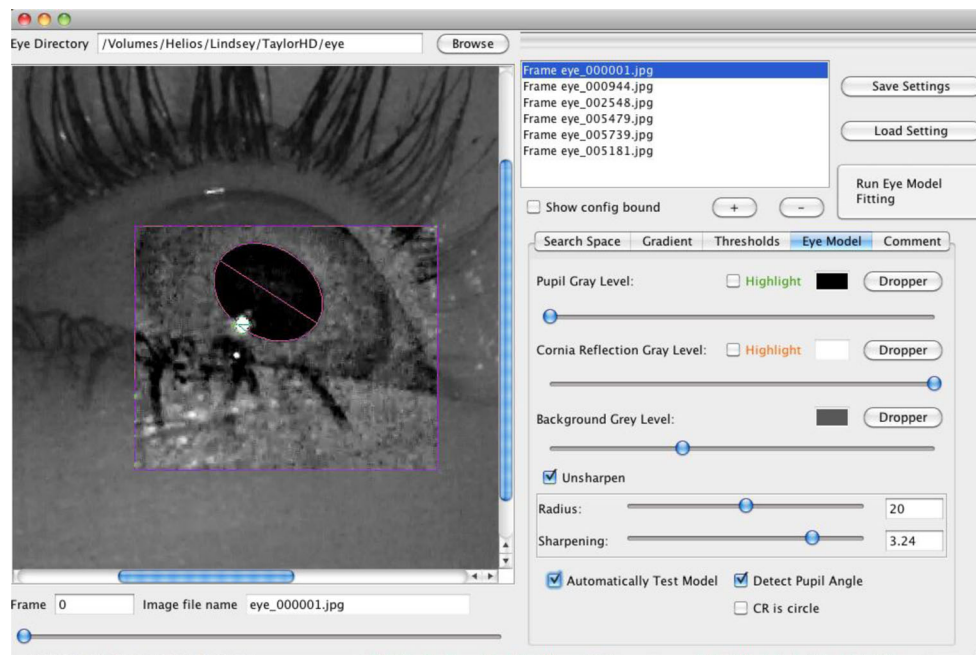 Eye Directory /Volumes/Helios/Lindsey/TaylorHD/eye Browse
Frame eye_000001.jpg
Frame eye_000944.jpg
Frame eye_002548.jpg
Frame eye_005479.jpg
Frame eye_005739.jpg
Frame eye_005181.jpg
Save Settings
Load Setting
Run Eye Model
Fitting
Show config bound + -
Search Space Gradient Thresholds Eye Model Comment
Pupil Gray Level: Highlight Dropper
Cornia Reflection Gray Level: Highlight Dropper
Background Grey Level: Dropper
Unsharpen
Radius: 20
Sharpening: 3.24
Automatically Test Model Detect Pupil Angle
CR is circle
Frame 0 Image file name eye_000001.jpg